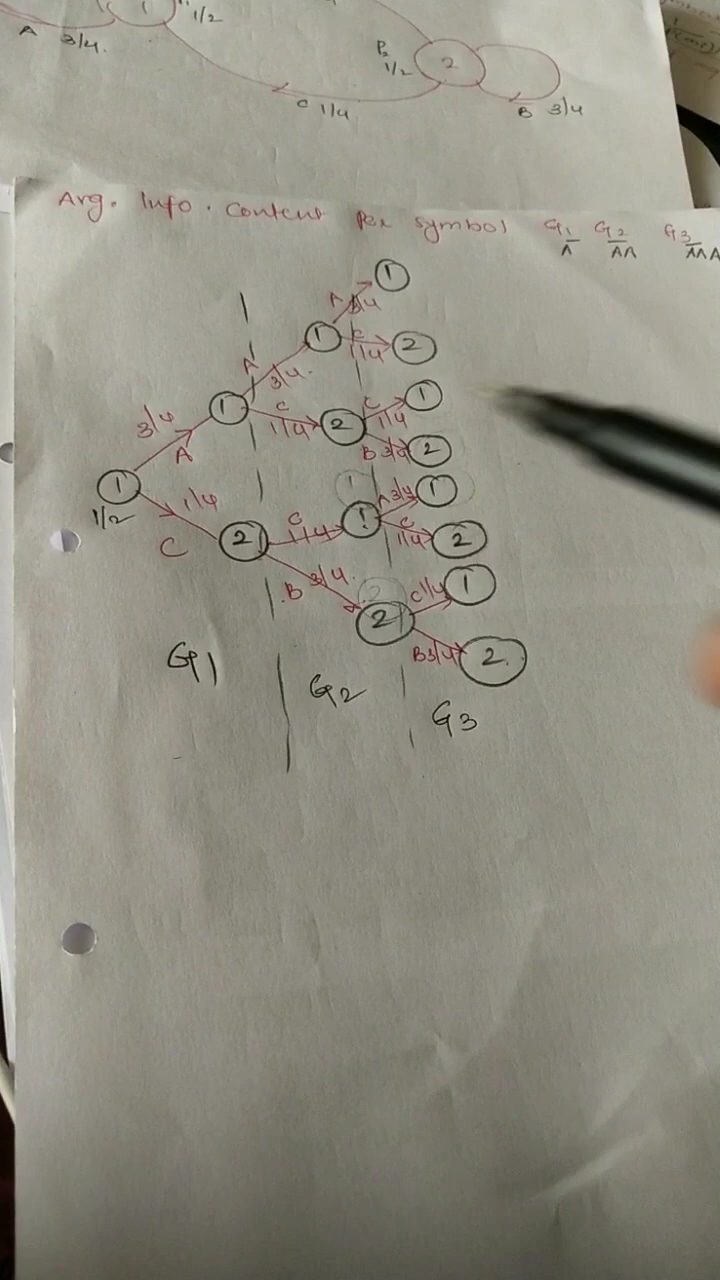 A 3/4. 1 1/2
P2 1/2 2
C 1/4 B 3/4
Avg. Info. Content Per symbol G1 G2 G3
A AA AAA
1
A 3/4
1 C 1/4 2
A 3/4.
1 C 1/4 2 C 1/4 1
3/4 A B 3/4 2
1 1/2
1/4 C
2 C 1/4 1 A 3/4 1
C 1/4 2
B 3/4. 2 C 1/4 1
B 3/4 2.
G1 G2 G3